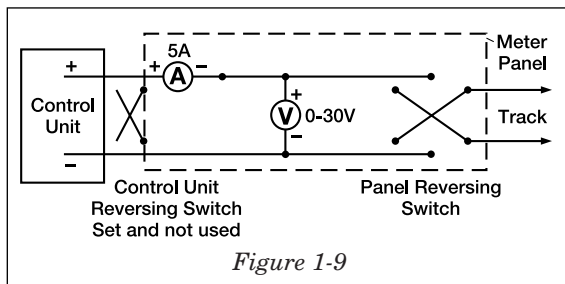 5A
+
+
–
A
Meter
Panel
Control
Unit
+
V
0-30V
–
Track
–
Control Unit
Reversing Switch
Set and not used
Panel Reversing
Switch
Figure 1-9